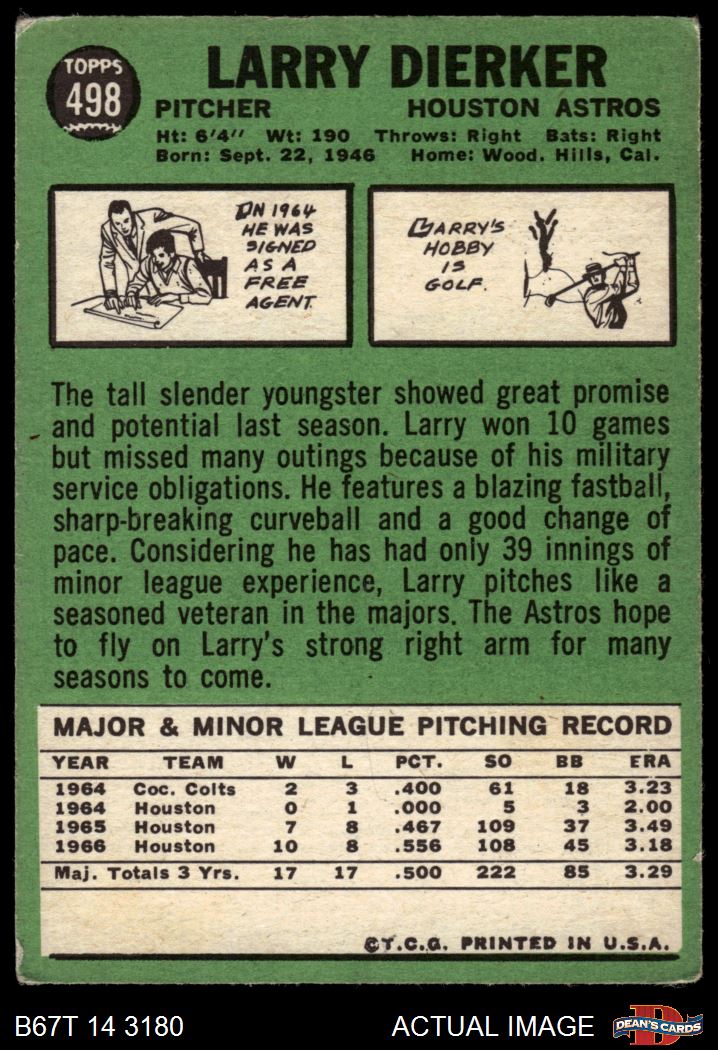 TOPPS
498
LARRY DIERKER
PITCHER HOUSTON ASTROS
Ht: 6'4" Wt: 190 Throws: Right Bats: Right
Born: Sept. 22, 1946 Home: Wood. Hills, Cal.
IN 1964
HE WAS
SIGNED
AS A
FREE
AGENT.
LARRY'S
HOBBY
IS
GOLF.
The tall slender youngster showed great promise
and potential last season. Larry won 10 games
but missed many outings because of his military
service obligations. He features a blazing fastball,
sharp-breaking curveball and a good change of
pace. Considering he has had only 39 innings of
minor league experience, Larry pitches like a
seasoned veteran in the majors. The Astros hope
to fly on Larry's strong right arm for many
seasons to come.
MAJOR & MINOR LEAGUE PITCHING RECORD
YEAR TEAM W L PCT. SO BB ERA
1964 Coc. Colts 2 3 .400 61 18 3.23
1964 Houston 0 1 .000 5 3 2.00
1965 Houston 7 8 .467 109 37 3.49
1966 Houston 10 8 .556 108 45 3.18
Maj. Totals 3 Yrs. 17 17 .500 222 85 3.29
©T.C.G. PRINTED IN U.S.A.
B67T 14 3180 ACTUAL IMAGE DEAN'S CARDS